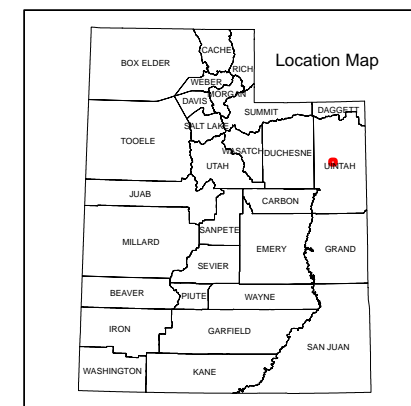 Location Map
CACHE
BOX ELDER
RICH
WEBER
MORGAN
DAVIS
DAGGETT
SUMMIT
SALT LAKE
TOOELE
WASATCH
DUCHESNE
UINTAH
UTAH
JUAB
CARBON
SANPETE
MILLARD
EMERY
GRAND
SEVIER
BEAVER
PIUTE
WAYNE
IRON
GARFIELD
SAN JUAN
WASHINGTON
KANE